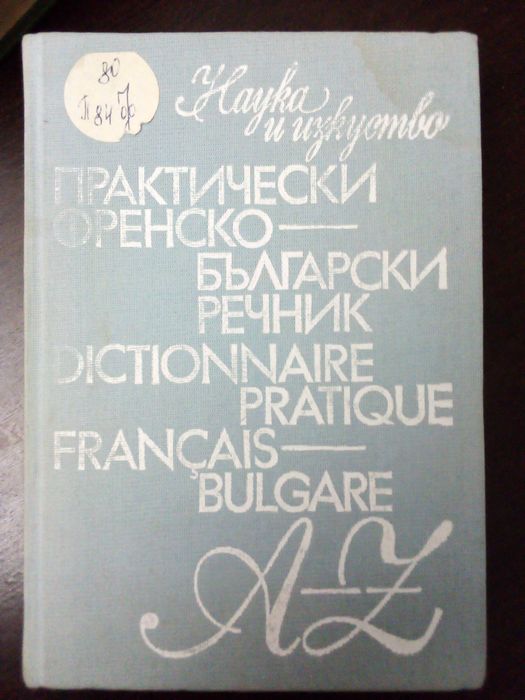 80
П 84 Ф
Наука
и изкуство
ПРАКТИЧЕСКИ
ФРЕНСКО—
БЪЛГАРСКИ
РЕЧНИК
DICTIONNAIRE
PRATIQUE
FRANÇAIS—
BULGARE
A—Z